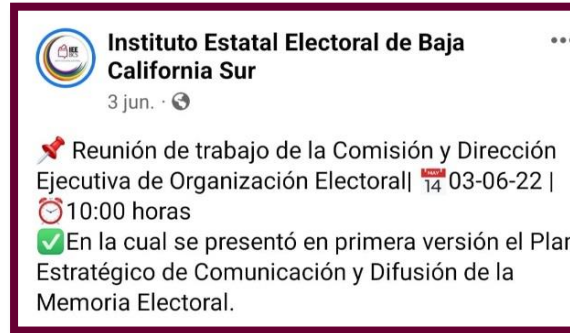 Instituto Estatal Electoral de Baja
California Sur
3 jun. ·
📌 Reunión de trabajo de la Comisión y Dirección
Ejecutiva de Organización Electoral| 📅 03-06-22 |
⏰10:00 horas
✅En la cual se presentó en primera versión el Plan
Estratégico de Comunicación y Difusión de la
Memoria Electoral.